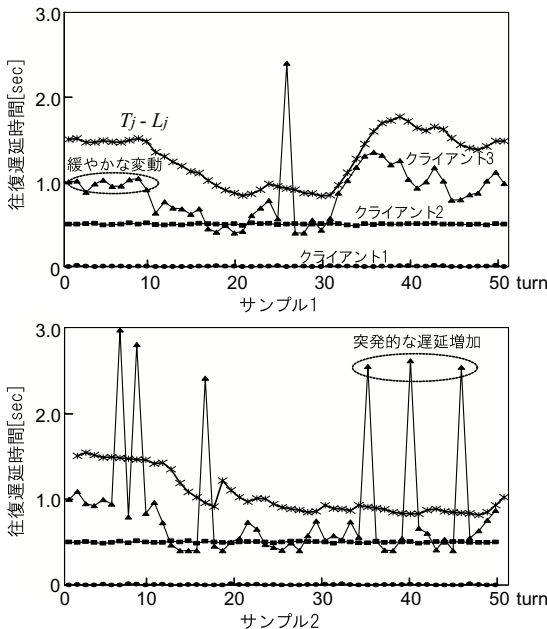 3.0
2.0
1.0
0
往復遅延時間[sec]
Tj - Lj
緩やかな変動
クライアント3
クライアント2
クライアント1
0 10 20 30 40 50 turn
サンプル1
3.0
2.0
1.0
0
往復遅延時間[sec]
突発的な遅延増加
0 10 20 30 40 50 turn
サンプル2